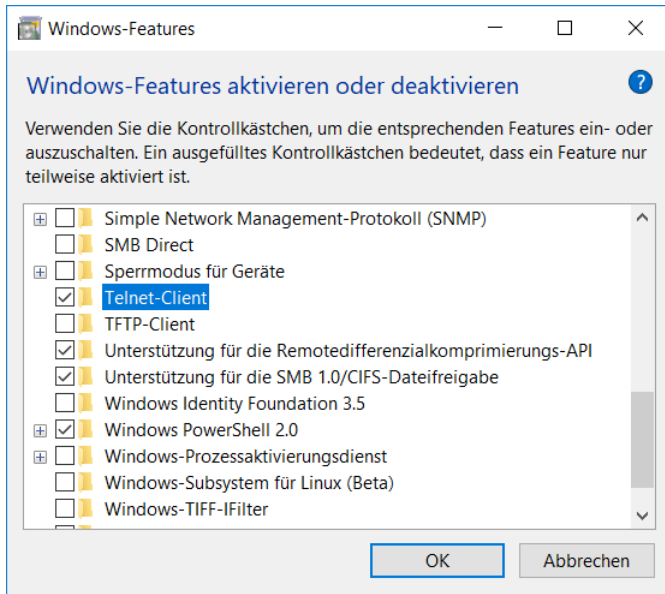 Windows-Features
Windows-Features aktivieren oder deaktivieren
?
Verwenden Sie die Kontrollkästchen, um die entsprechenden Features ein- oder
auszuschalten. Ein ausgefülltes Kontrollkästchen bedeutet, dass ein Feature nur
teilweise aktiviert ist.
Simple Network Management-Protokoll (SNMP)
SMB Direct
Sperrmodus für Geräte
Telnet-Client
TFTP-Client
Unterstützung für die Remotedifferenzialkomprimierungs-API
Unterstützung für die SMB 1.0/CIFS-Dateifreigabe
Windows Identity Foundation 3.5
Windows PowerShell 2.0
Windows-Prozessaktivierungsdienst
Windows-Subsystem für Linux (Beta)
Windows-TIFF-IFilter
OK
Abbrechen